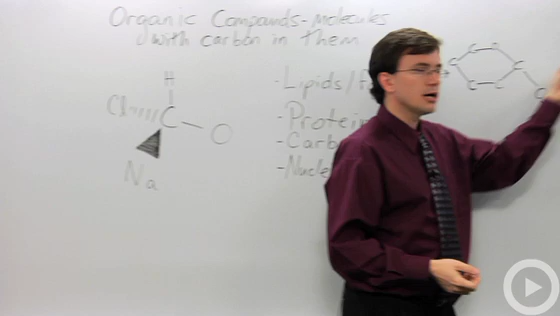 Organic Compounds - molecules
with carbon in them
H
Cl C O
Na
- Lipids/f
- Protein
- Carb
- Nucle
C C
C C
C C
C